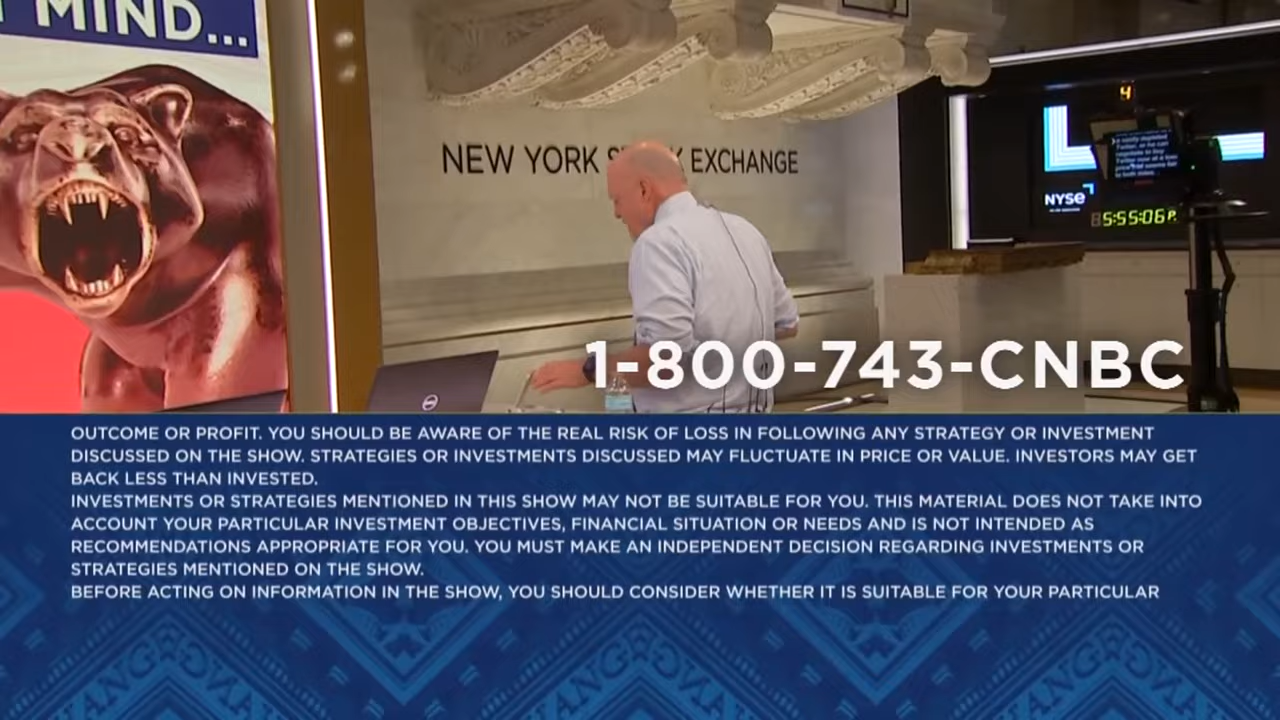 MIND...
NEW YORK EXCHANGE
4
NYSE
5:55:06
1-800-743-CNBC
OUTCOME OR PROFIT. YOU SHOULD BE AWARE OF THE REAL RISK OF LOSS IN FOLLOWING ANY STRATEGY OR INVESTMENT
DISCUSSED ON THE SHOW. STRATEGIES OR INVESTMENTS DISCUSSED MAY FLUCTUATE IN PRICE OR VALUE. INVESTORS MAY GET
BACK LESS THAN INVESTED.
INVESTMENTS OR STRATEGIES MENTIONED IN THIS SHOW MAY NOT BE SUITABLE FOR YOU. THIS MATERIAL DOES NOT TAKE INTO
ACCOUNT YOUR PARTICULAR INVESTMENT OBJECTIVES, FINANCIAL SITUATION OR NEEDS AND IS NOT INTENDED AS
RECOMMENDATIONS APPROPRIATE FOR YOU. YOU MUST MAKE AN INDEPENDENT DECISION REGARDING INVESTMENTS OR
STRATEGIES MENTIONED ON THE SHOW.
BEFORE ACTING ON INFORMATION IN THE SHOW, YOU SHOULD CONSIDER WHETHER IT IS SUITABLE FOR YOUR PARTICULAR